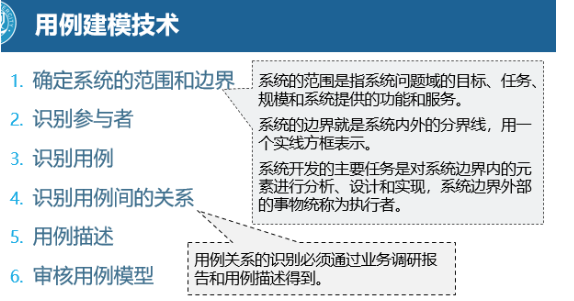 用例建模技术
1. 确定系统的范围和边界
2. 识别参与者
3. 识别用例
4. 识别用例间的关系
5. 用例描述
6. 审核用例模型
系统的范围是指系统问题域的目标、任务、
规模和系统提供的功能和服务。
系统的边界就是系统内外的分界线，用一
个实线方框表示。
系统开发的主要任务是对系统边界内的元
素进行分析、设计和实现，系统边界外部
的事物统称为执行者。
用例关系的识别必须通过业务调研报
告和用例描述得到。